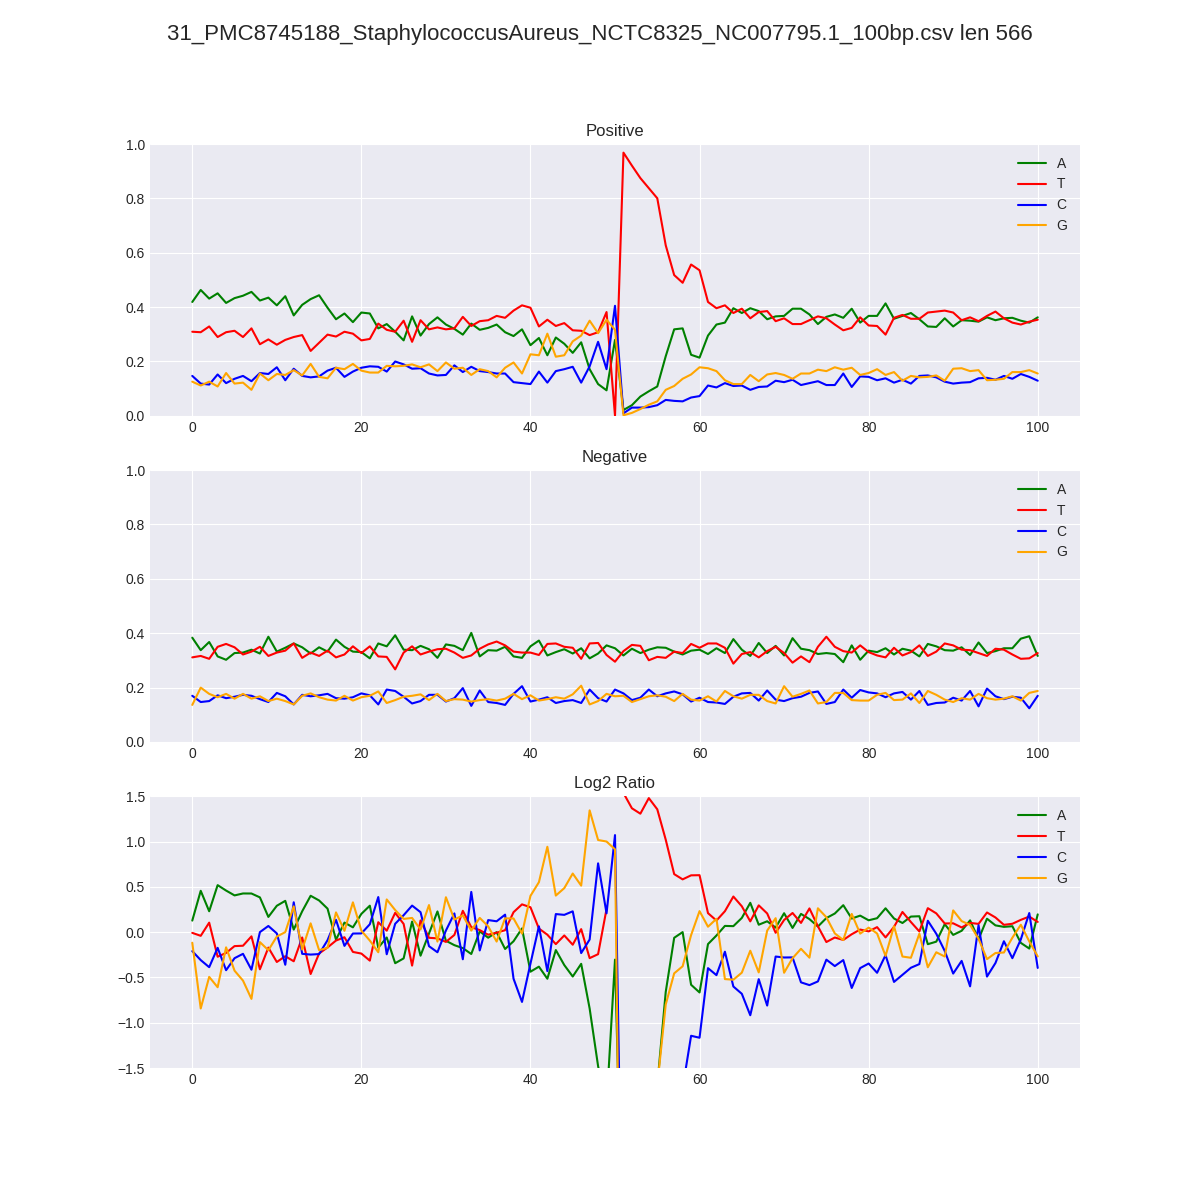 31_PMC8745188_StaphylococcusAureus_NCTC8325_NC007795.1_100bp.csv len 566
Positive
1.0
0.8
0.6
0.4
0.2
0.0
0 20 40 60 80 100
A
T
C
G
Negative
1.0
0.8
0.6
0.4
0.2
0.0
0 20 40 60 80 100
A
T
C
G
Log2 Ratio
1.5
1.0
0.5
0.0
−0.5
−1.0
−1.5
0 20 40 60 80 100
A
T
C
G